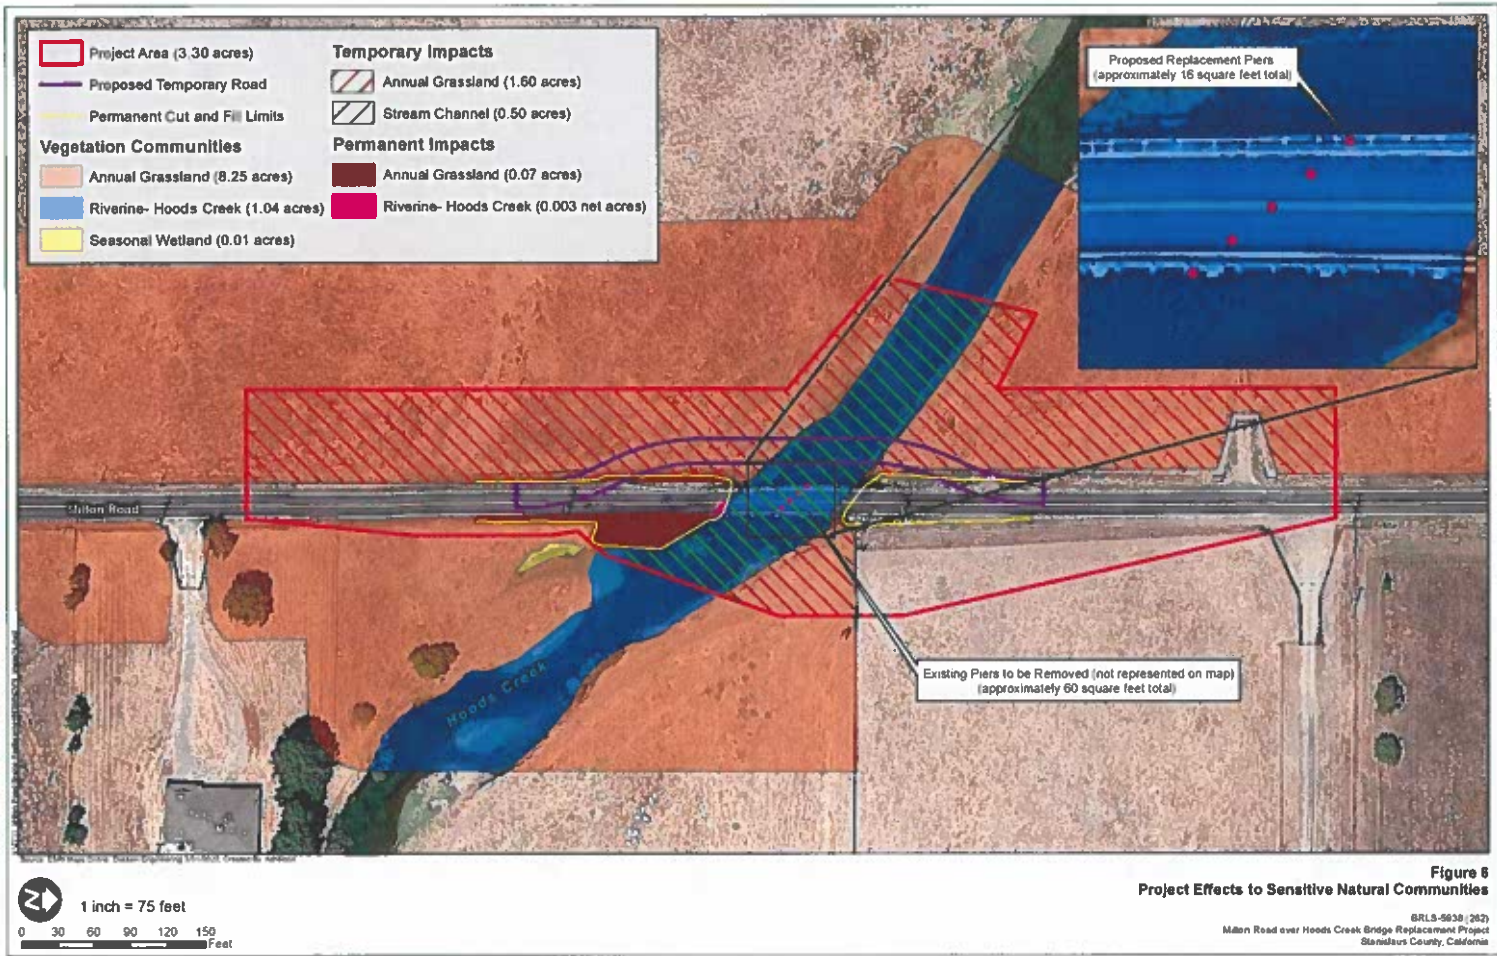 Project Area (3.30 acres)
Proposed Temporary Road
Permanent Cut and Fill Limits
Vegetation Communities
Annual Grassland (8.25 acres)
Riverine- Hoods Creek (1.04 acres)
Seasonal Wetland (0.01 acres)
Temporary Impacts
Annual Grassland (1.60 acres)
Stream Channel (0.50 acres)
Permanent Impacts
Annual Grassland (0.07 acres)
Riverine- Hoods Creek (0.003 net acres)
Proposed Replacement Piers
(approximately 16 square feet total)
Milton Road
Hoods Creek
Existing Piers to be Removed (not represented on map)
(approximately 60 square feet total)
Figure 6
Project Effects to Sensitive Natural Communities
BRLS-5938 (262)
Milton Road over Hoods Creek Bridge Replacement Project
Stanislaus County, California
N
1 inch = 75 feet
0 30 60 90 120 150
Feet